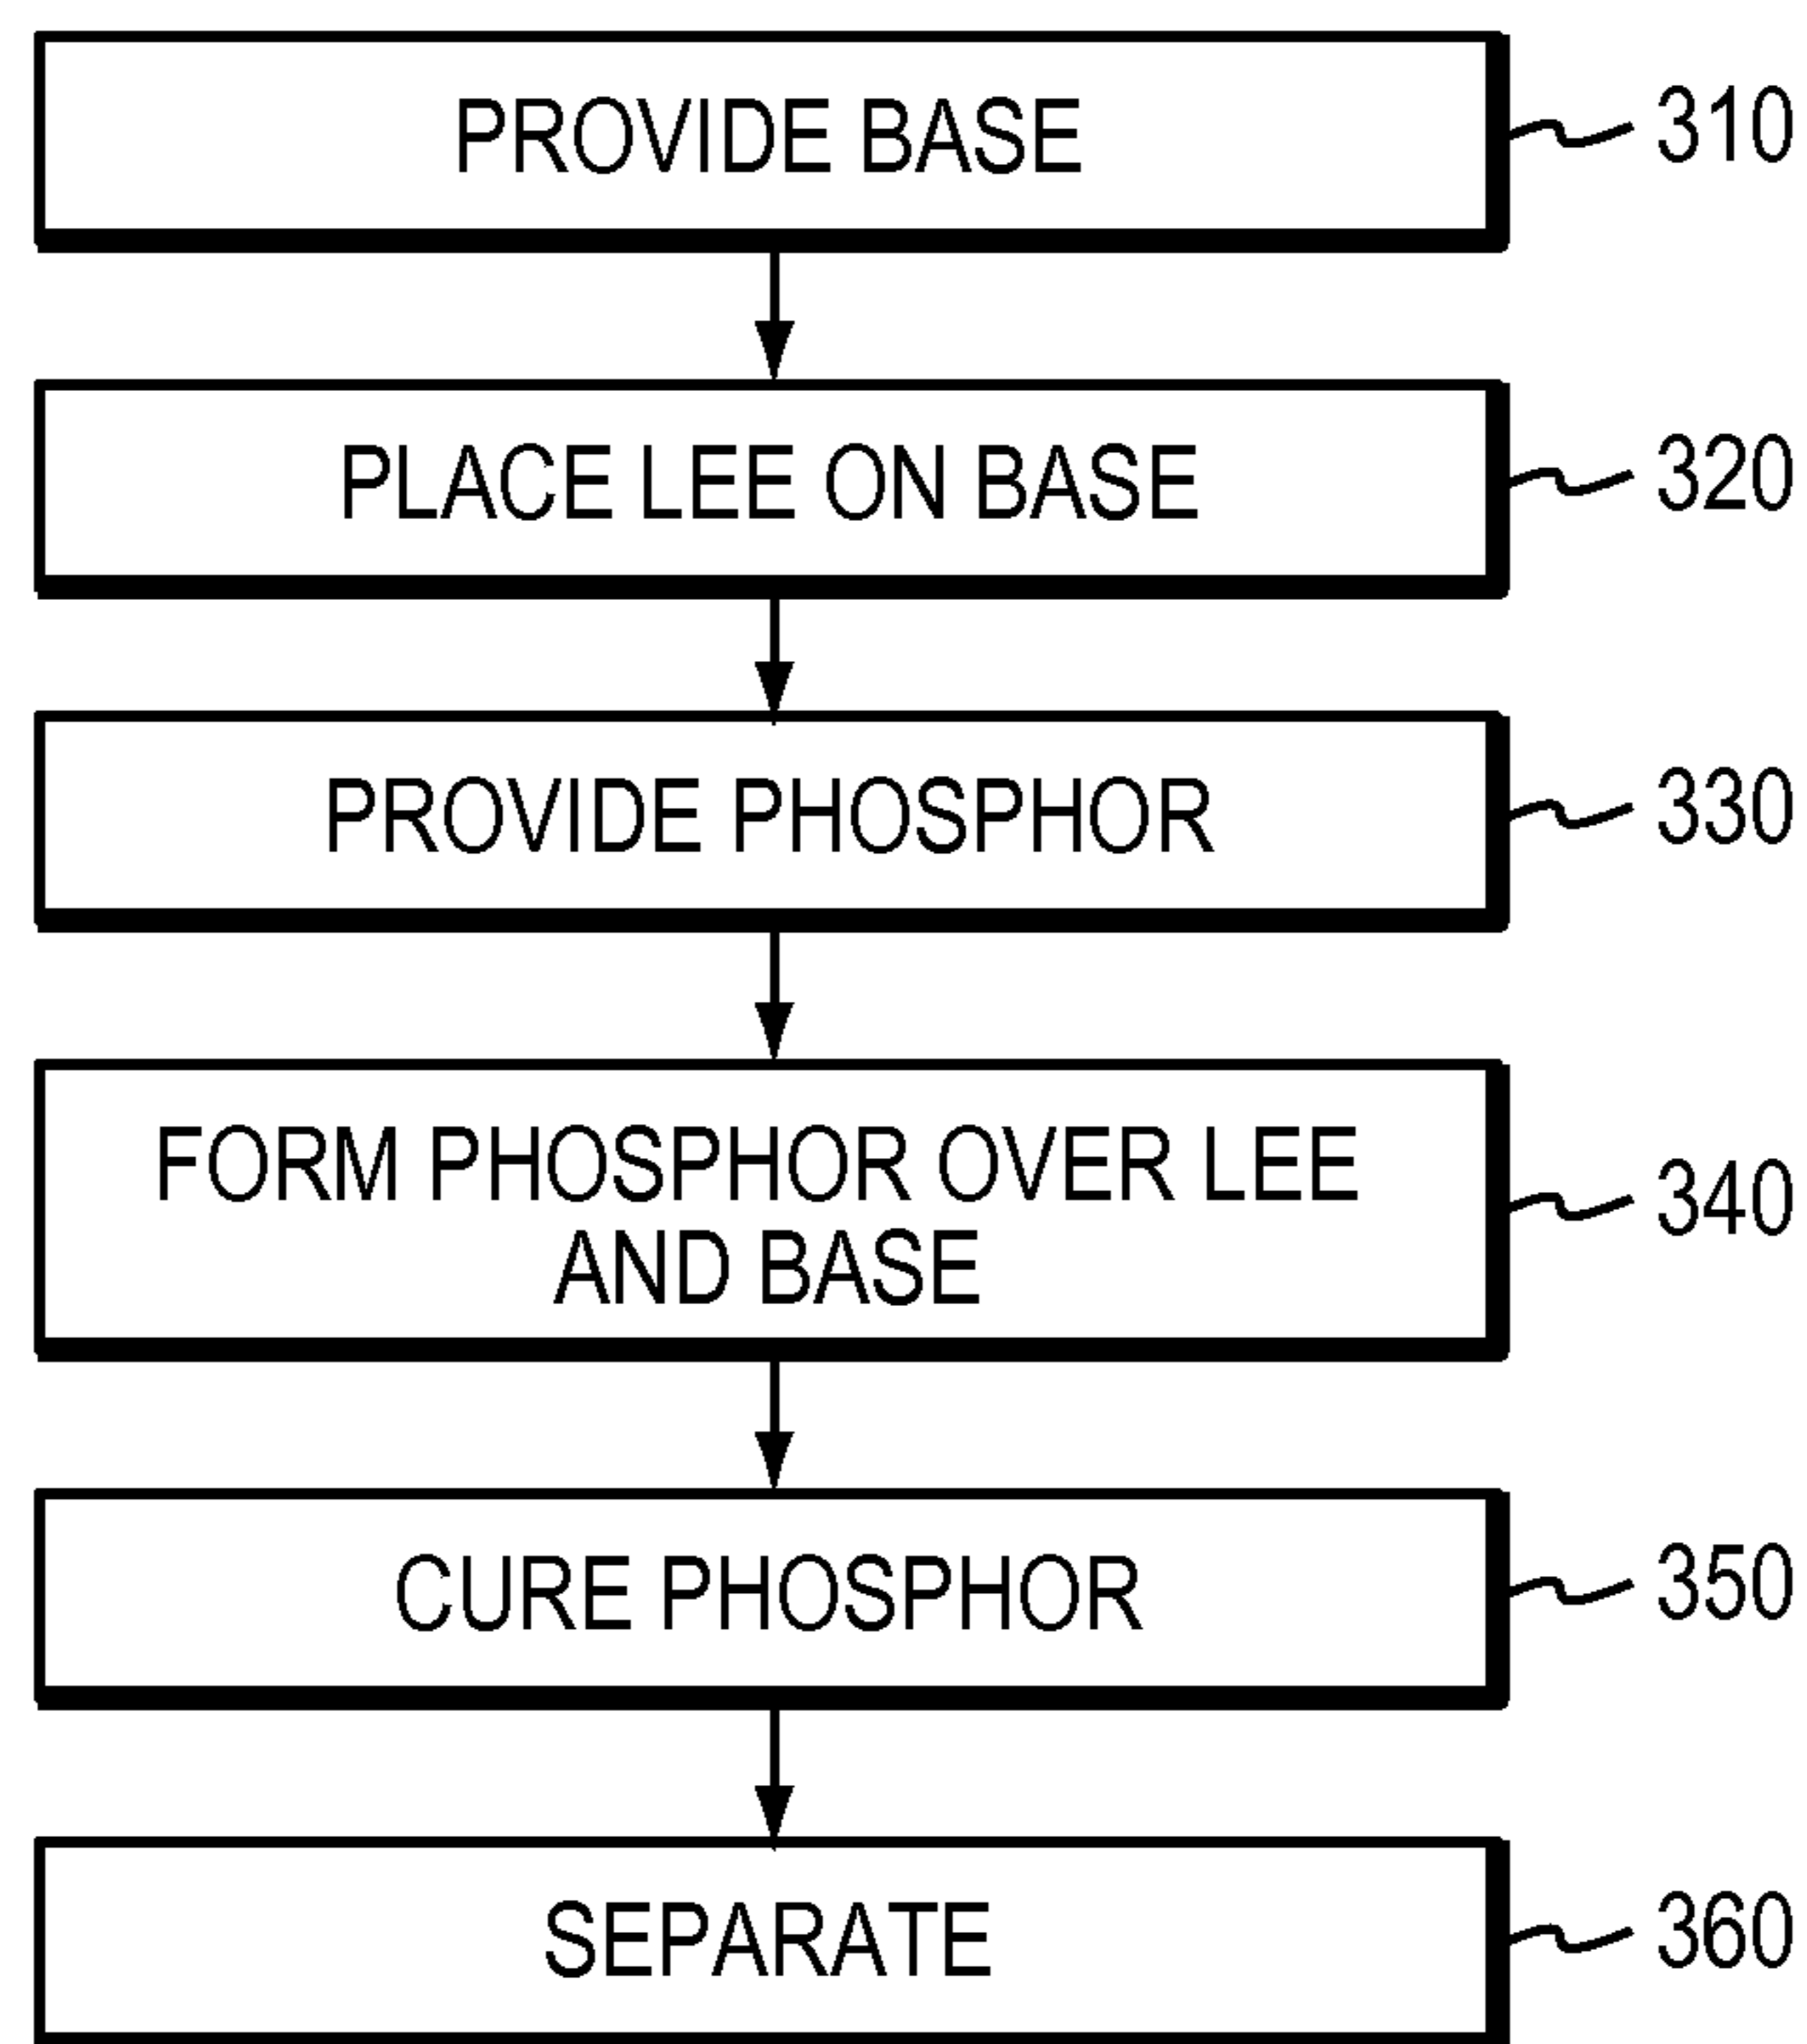 PROVIDE BASE
310
PLACE LEE ON BASE
320
PROVIDE PHOSPHOR
330
FORM PHOSPHOR OVER LEE
AND BASE
340
CURE PHOSPHOR
350
SEPARATE
360